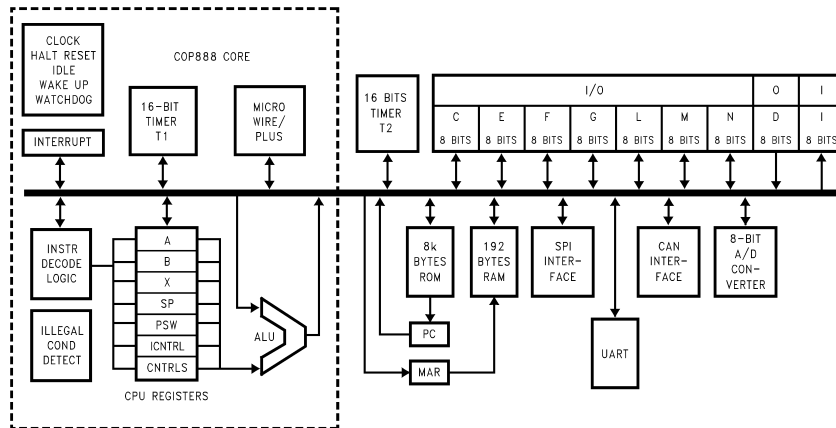 CLOCK
HALT RESET
IDLE
WAKE UP
WATCHDOG
COP888 CORE
INTERRUPT
16-BIT
TIMER
T1
MICRO
WIRE/
PLUS
16 BITS
TIMER
T2
I/O O I
C E F G L M N D I
8 BITS 8 BITS 8 BITS 8 BITS 8 BITS 8 BITS 8 BITS 8 BITS 8 BITS
INSTR
DECODE
LOGIC
ILLEGAL
COND
DETECT
A
B
X
SP
PSW
ICNTRL
CNTRLS
CPU REGISTERS
ALU
8k
BYTES
ROM
192
BYTES
RAM
SPI
INTER-
FACE
CAN
INTER-
FACE
8-BIT
A/D
CON-
VERTER
PC
MAR
UART